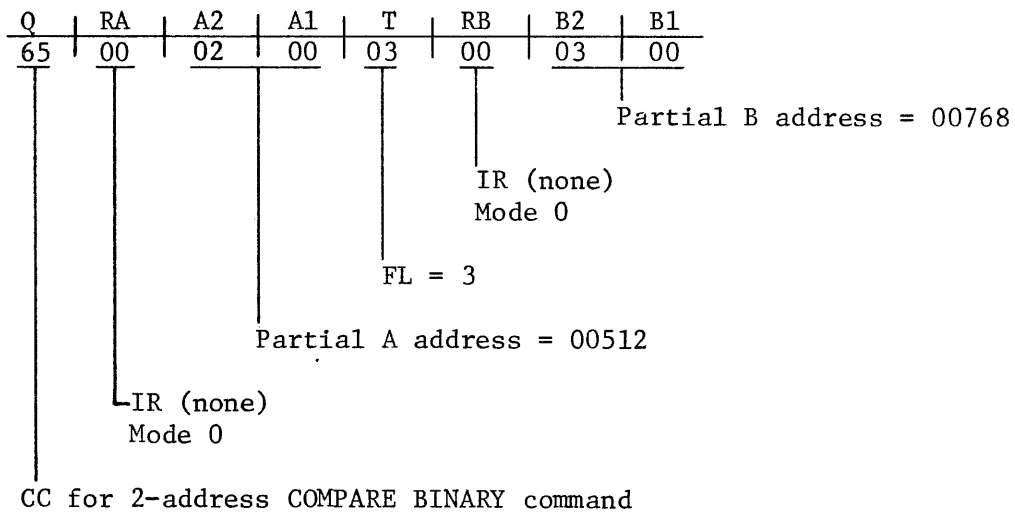 Q | RA | A2 | A1 | T | RB | B2 | B1
65 | 00 | 02 | 00 | 03 | 00 | 03 | 00
Partial B address = 00768
IR (none)
Mode 0
FL = 3
Partial A address = 00512
IR (none)
Mode 0
CC for 2-address COMPARE BINARY command